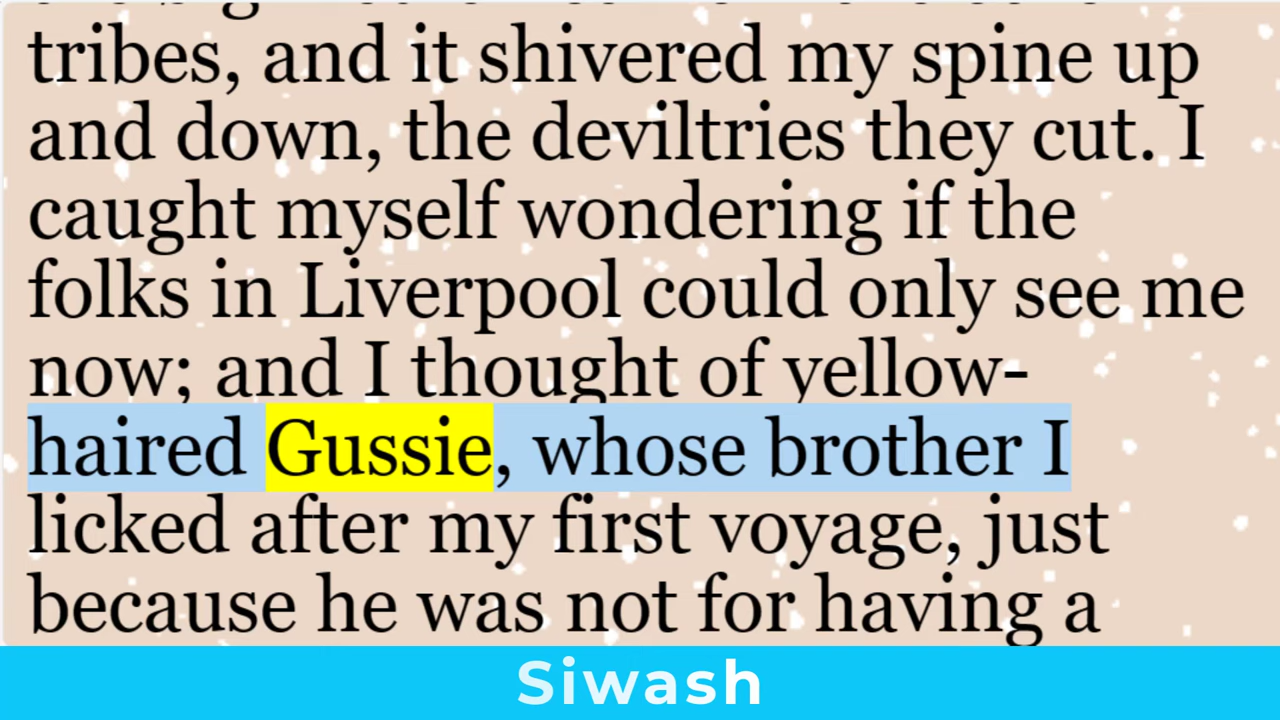 tribes, and it shivered my spine up
and down, the deviltries they cut. I
caught myself wondering if the
folks in Liverpool could only see me
now; and I thought of yellow-
haired Gussie, whose brother I
licked after my first voyage, just
because he was not for having a
Siwash